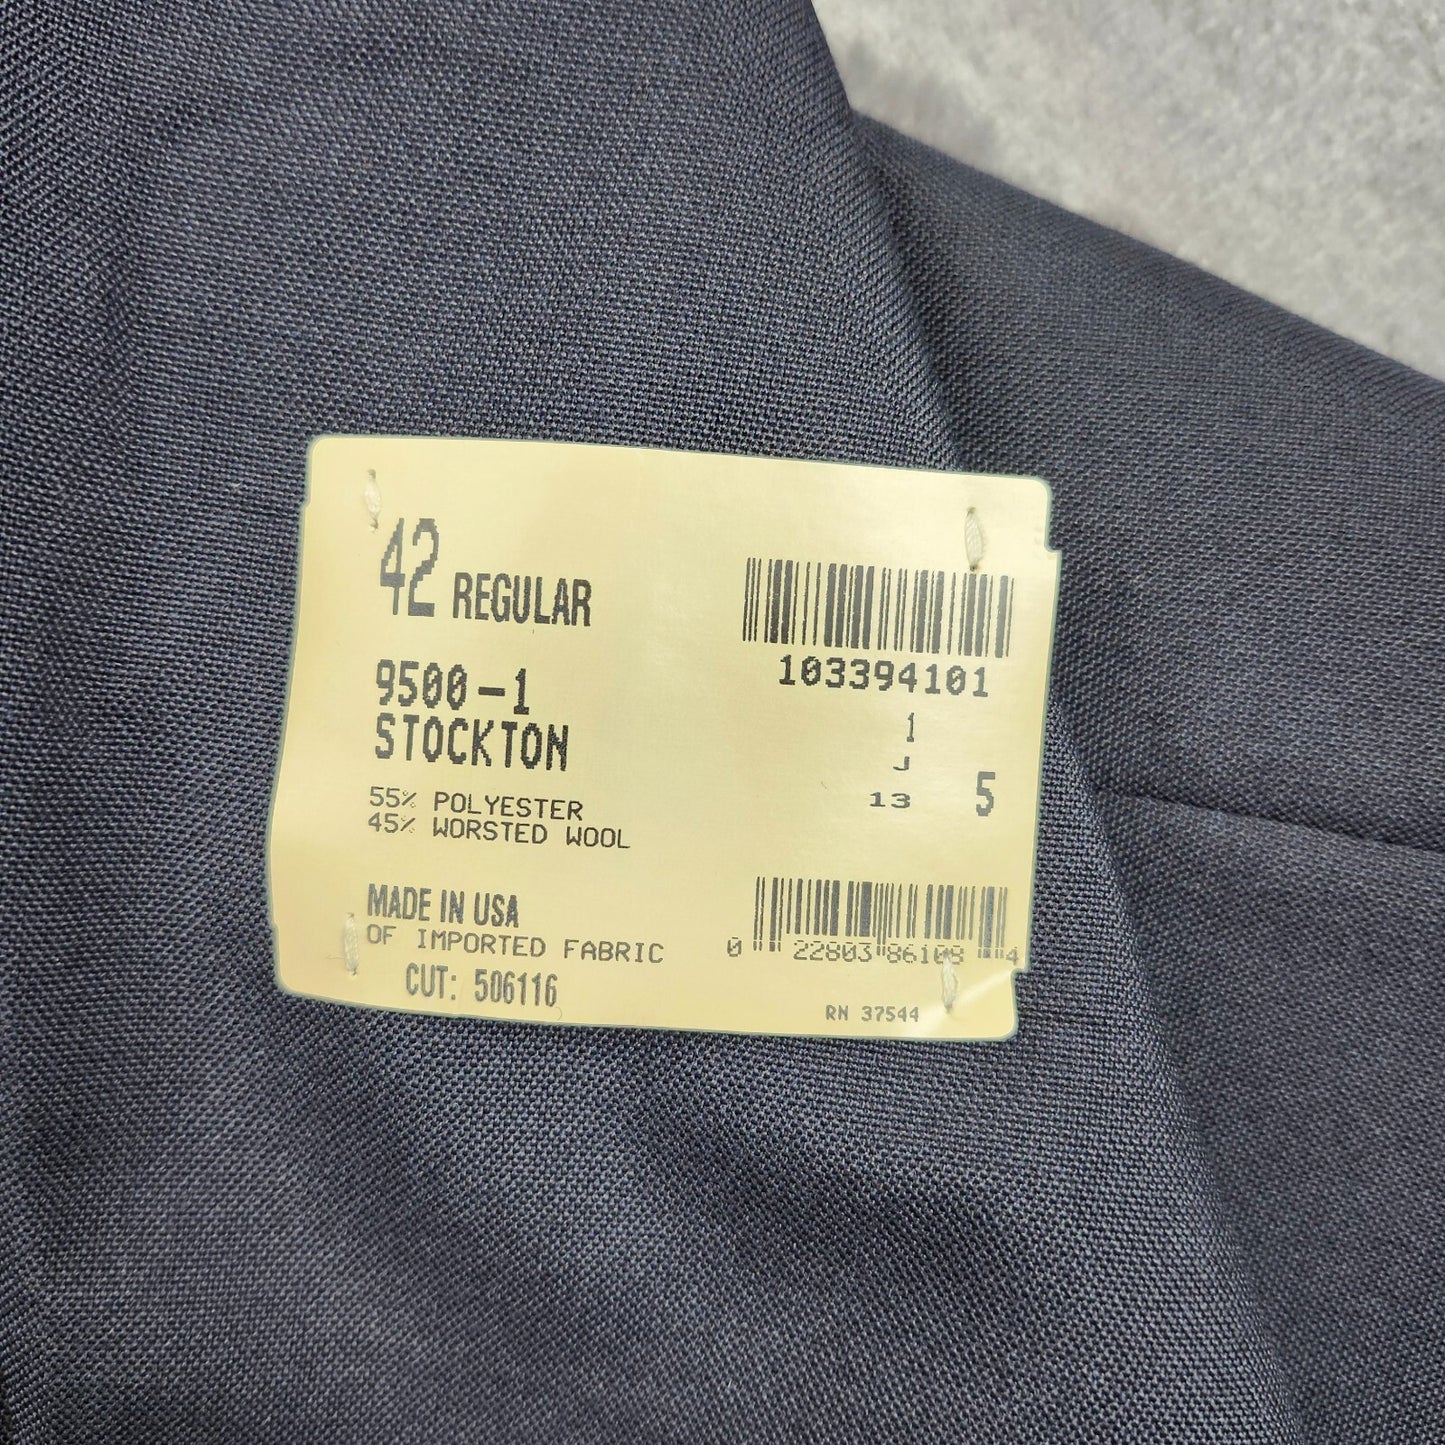 42 REGULAR
9500-1
STOCKTON
55% POLYESTER
45% WORSTED WOOL
MADE IN USA
OF IMPORTED FABRIC
CUT: 506116
103394101
1
J
13 5
0 22803 86108 4
RN 37544